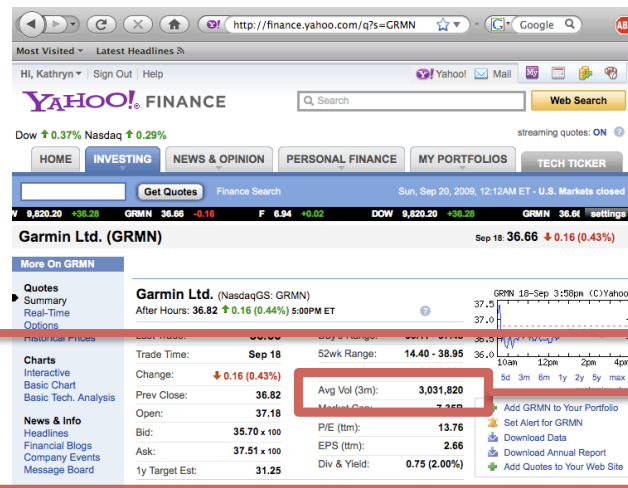 http://finance.yahoo.com/q?s=GRMN Google
Most Visited Latest Headlines
Hi, Kathryn Sign Out Help Yahoo! Mail My
YAHOO! FINANCE Search Web Search
Dow 0.37% Nasdaq 0.29% streaming quotes: ON
HOME INVESTING NEWS & OPINION PERSONAL FINANCE MY PORTFOLIOS TECH TICKER
Get Quotes Finance Search Sun, Sep 20, 2009, 12:12AM ET - U.S. Markets closed
9,820.20 +36.28 GRMN 36.66 -0.16 F 6.94 +0.02 DOW 9,820.20 +36.28 GRMN 36.66 settings
Garmin Ltd. (GRMN) Sep 18: 36.66 0.16 (0.43%)
More On GRMN
Quotes
Summary
Real-Time
Options
Historical Prices
Charts
Interactive
Basic Chart
Basic Tech. Analysis
News & Info
Headlines
Financial Blogs
Company Events
Message Board
Garmin Ltd. (NasdaqGS: GRMN)
After Hours: 36.82 0.16 (0.44%) 5:00PM ET
Trade Time: Sep 18
Change: 0.16 (0.43%)
Prev Close: 36.82
Open: 37.18
Bid: 35.70 x 100
Ask: 37.51 x 100
1y Target Est: 31.25
52wk Range: 14.40 - 38.95
Avg Vol (3m): 3,031,820
Market Cap: 7.35B
P/E (ttm): 13.76
EPS (ttm): 2.66
Div & Yield: 0.75 (2.00%)
GRMN 18-Sep 3:58pm (C)Yahoo
37.5
37.0
36.5
36.0
10am 12pm 2pm 4pm
5d 3m 6m 1y 2y 5y max
Add GRMN to Your Portfolio
Set Alert for GRMN
Download Data
Download Annual Report
Add Quotes to Your Web Site